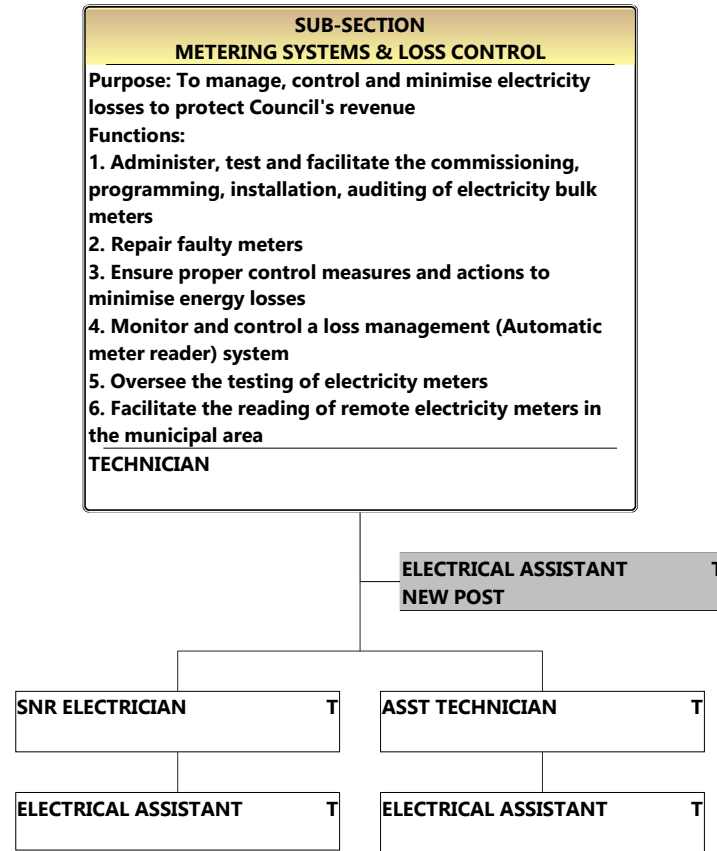 SUB-SECTION
METERING SYSTEMS & LOSS CONTROL
Purpose: To manage, control and minimise electricity
losses to protect Council's revenue
Functions:
1. Administer, test and facilitate the commissioning,
programming, installation, auditing of electricity bulk
meters
2. Repair faulty meters
3. Ensure proper control measures and actions to
minimise energy losses
4. Monitor and control a loss management (Automatic
meter reader) system
5. Oversee the testing of electricity meters
6. Facilitate the reading of remote electricity meters in
the municipal area
TECHNICIAN
ELECTRICAL ASSISTANT T
NEW POST
SNR ELECTRICIAN T
ASST TECHNICIAN T
ELECTRICAL ASSISTANT T
ELECTRICAL ASSISTANT T